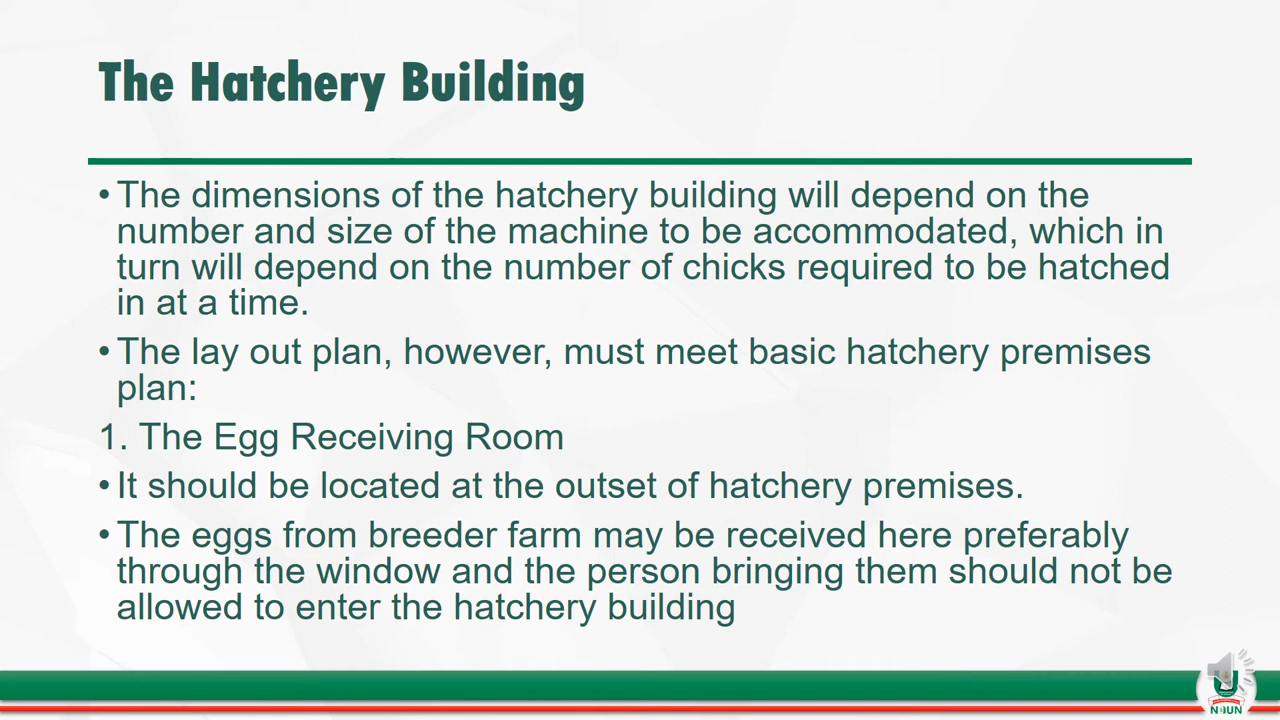 The Hatchery Building
• The dimensions of the hatchery building will depend on the
number and size of the machine to be accommodated, which in
turn will depend on the number of chicks required to be hatched
in at a time.
• The lay out plan, however, must meet basic hatchery premises
plan:
1. The Egg Receiving Room
• It should be located at the outset of hatchery premises.
• The eggs from breeder farm may be received here preferably
through the window and the person bringing them should not be
allowed to enter the hatchery building
NOUN